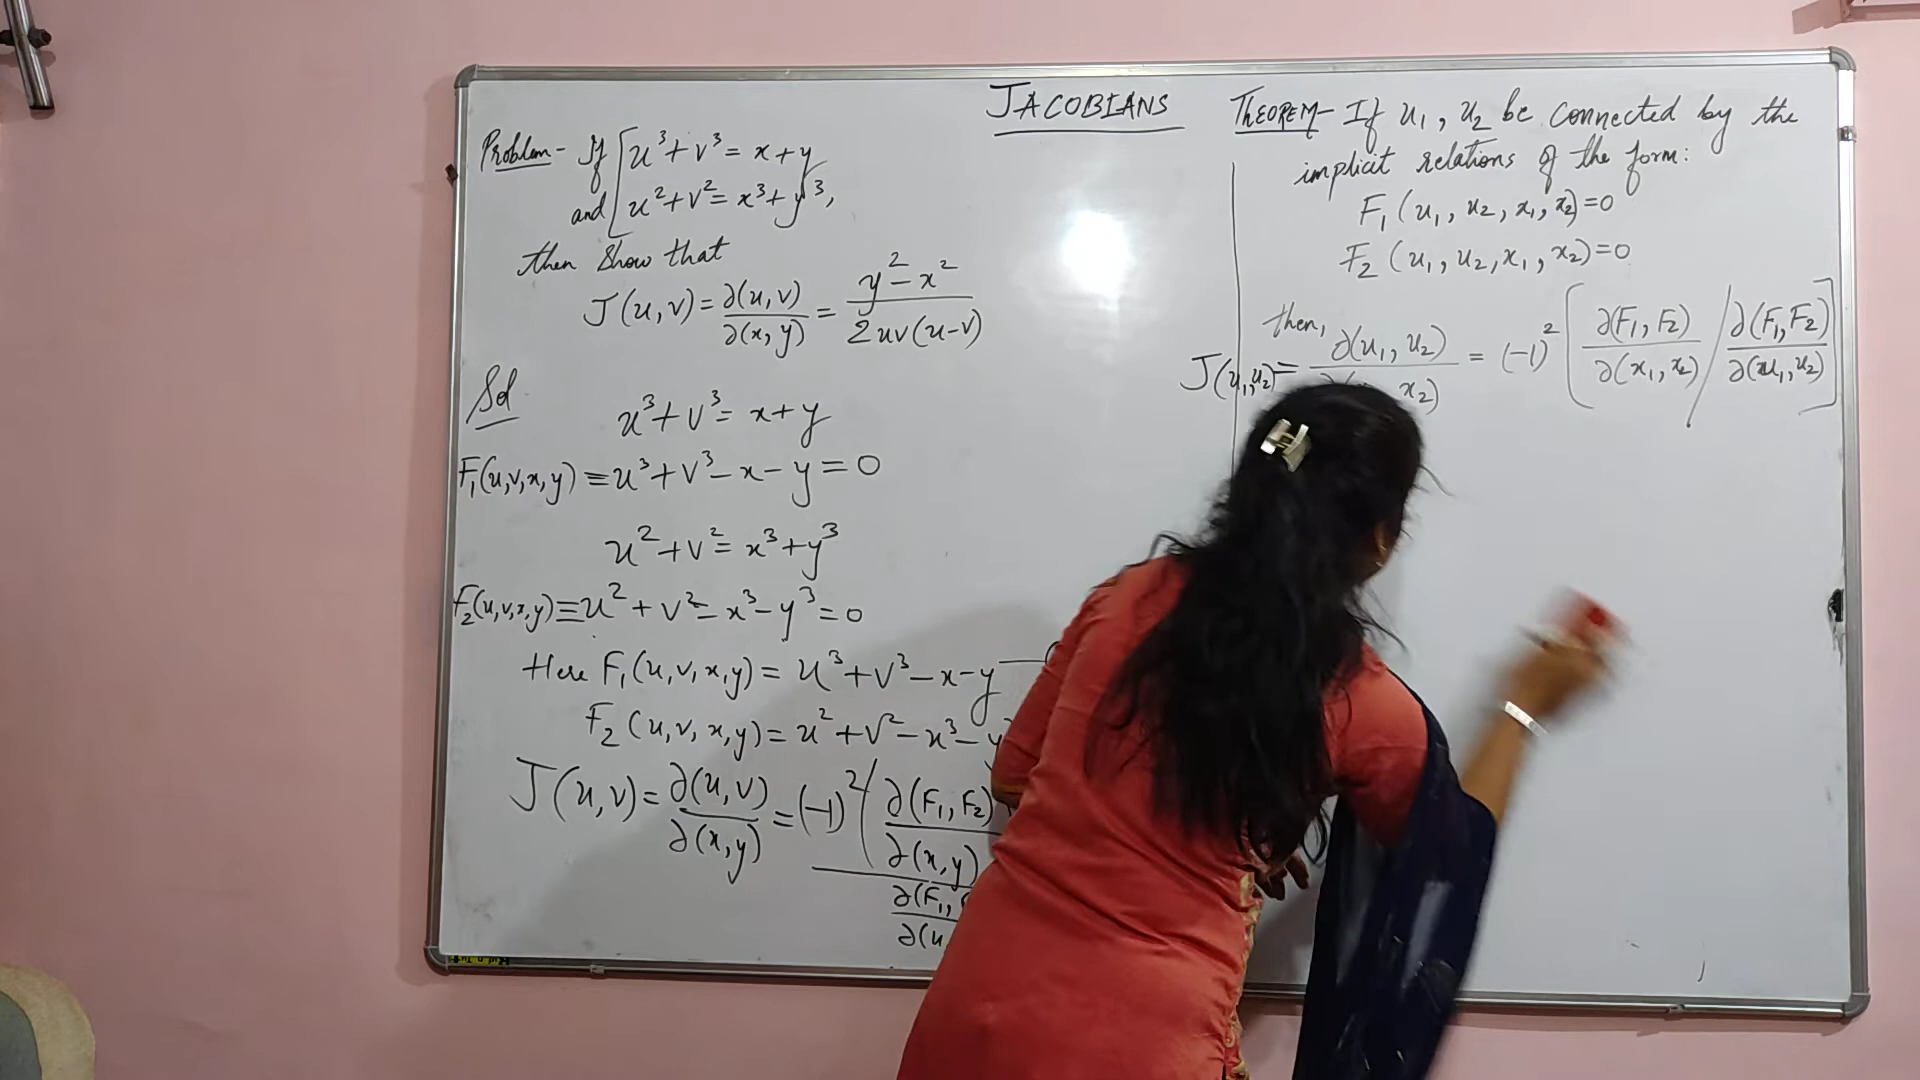 JACOBIANS
Problem- If u³+v³=x+y
and u²+v²=x³+y³,
then show that
J(u,v)=∂(u,v)/∂(x,y)=y²-x²/2uv(u-v)
Sol
u³+v³=x+y
F₁(u,v,x,y)≡u³+v³-x-y=0
u²+v²=x³+y³
F₂(u,v,x,y)≡u²+v²-x³-y³=0
Here F₁(u,v,x,y)=u³+v³-x-y
F₂(u,v,x,y)=u²+v²-x³-y
J(u,v)=∂(u,v)/∂(x,y)=(-1)²(∂(F₁,F₂)/∂(x,y)
∂(F₁,
∂(u
THEOREM- If u₁, u₂ be connected by the
implicit relations of the form:
F₁(u₁,u₂,x₁,x₂)=0
F₂(u₁,u₂,x₁,x₂)=0
then,
J(u₁,u₂)=∂(u₁,u₂)/ x₂)=(-1)²[∂(F₁,F₂)/∂(x₁,x₂)/∂(F₁,F₂)/∂(u₁,u₂)]